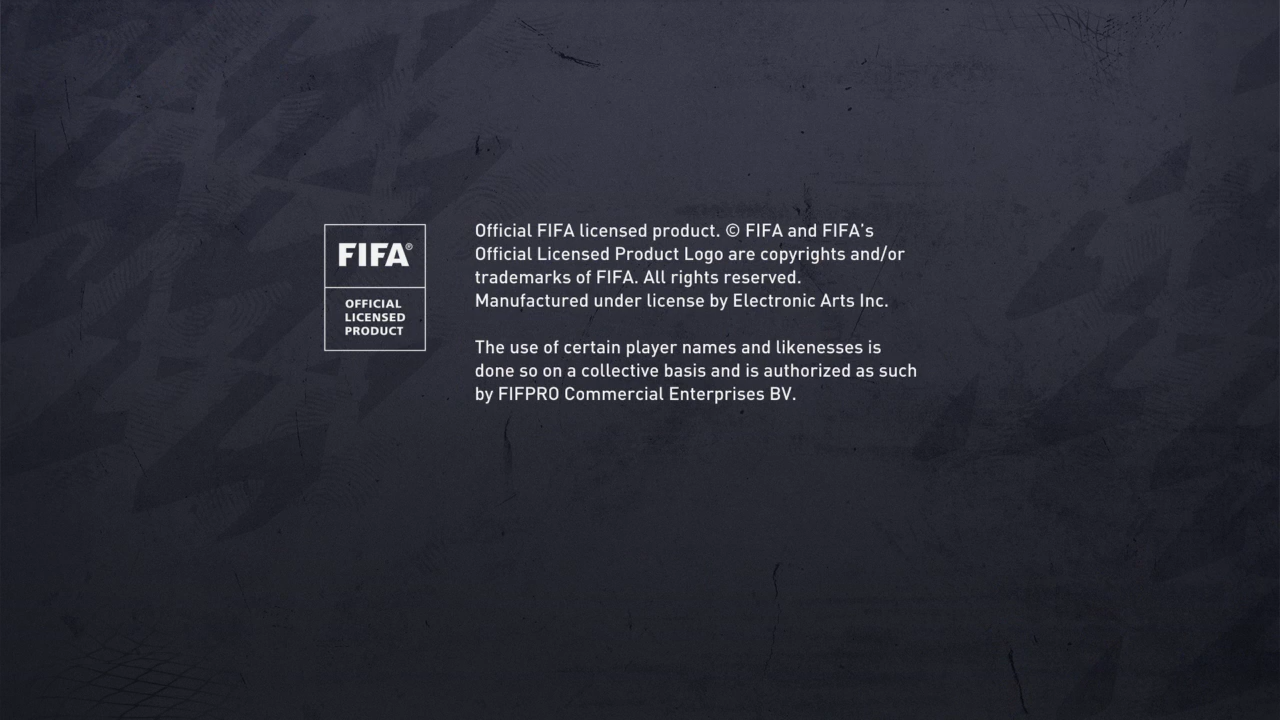 FIFA®
OFFICIAL
LICENSED
PRODUCT
Official FIFA licensed product. © FIFA and FIFA's
Official Licensed Product Logo are copyrights and/or
trademarks of FIFA. All rights reserved.
Manufactured under license by Electronic Arts Inc.
The use of certain player names and likenesses is
done so on a collective basis and is authorized as such
by FIFPRO Commercial Enterprises BV.